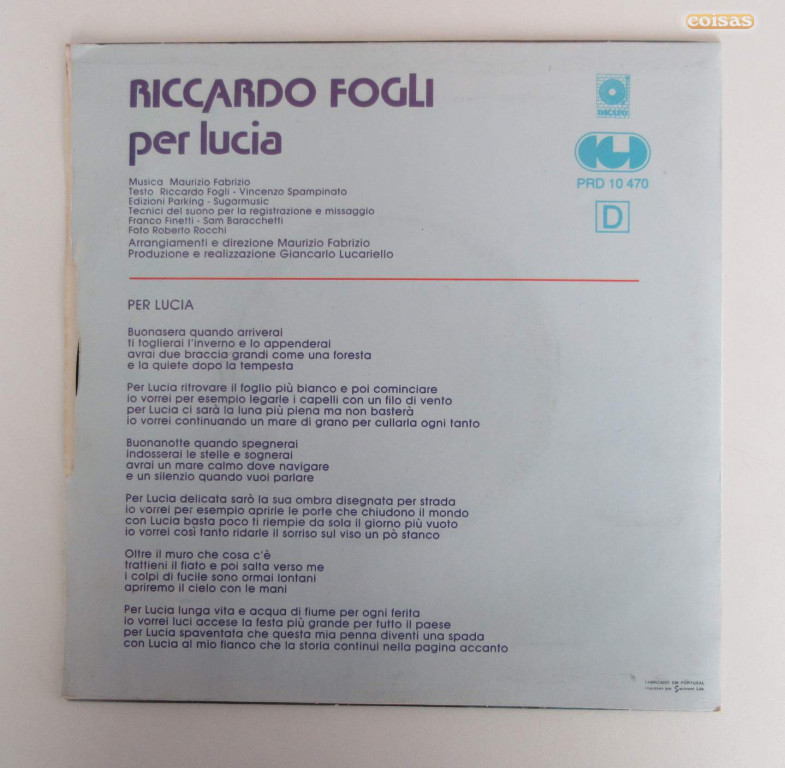 coisas
RICCARDO FOGLI
per lucia
DACAPO
CGD
PRD 10 470
D
Musica Maurizio Fabrizio
Testo Riccardo Fogli - Vincenzo Spampinato
Edizioni Parking - Sugarmusic
Tecnici del suono per la registrazione e missaggio
Franco Finetti - Sam Baracchetti
Foto Roberto Rocchi
Arrangiamenti e direzione Maurizio Fabrizio
Produzione e realizzazione Giancarlo Lucariello
PER LUCIA
Buonasera quando arriverai
ti toglierai l'inverno e lo appenderai
avrai due braccia grandi come una foresta
e la quiete dopo la tempesta
Per Lucia ritrovare il foglio più bianco e poi cominciare
io vorrei per esempio legarle i capelli con un filo di vento
per Lucia ci sarà la luna più piena ma non basterà
io vorrei continuando un mare di grano per cullarla ogni tanto
Buonanotte quando spegnerai
indosserai le stelle e sognerai
avrai un mare calmo dove navigare
e un silenzio quando vuoi parlare
Per Lucia delicata sarò la sua ombra disegnata per strada
io vorrei per esempio aprirle le porte che chiudono il mondo
con Lucia basta poco ti riempie da sola il giorno più vuoto
io vorrei così tanto ridarle il sorriso sul viso un pò stanco
Oltre il muro che cosa c'è
trattieni il fiato e poi salta verso me
i colpi di fucile sono ormai lontani
apriremo il cielo con le mani
Per Lucia lunga vita e acqua di fiume per ogni ferita
io vorrei luci accese la festa più grande per tutto il paese
per Lucia spaventata che questa mia penna diventi una spada
con Lucia al mio fianco che la storia continui nella pagina accanto
FABRICADO EM PORTUGAL